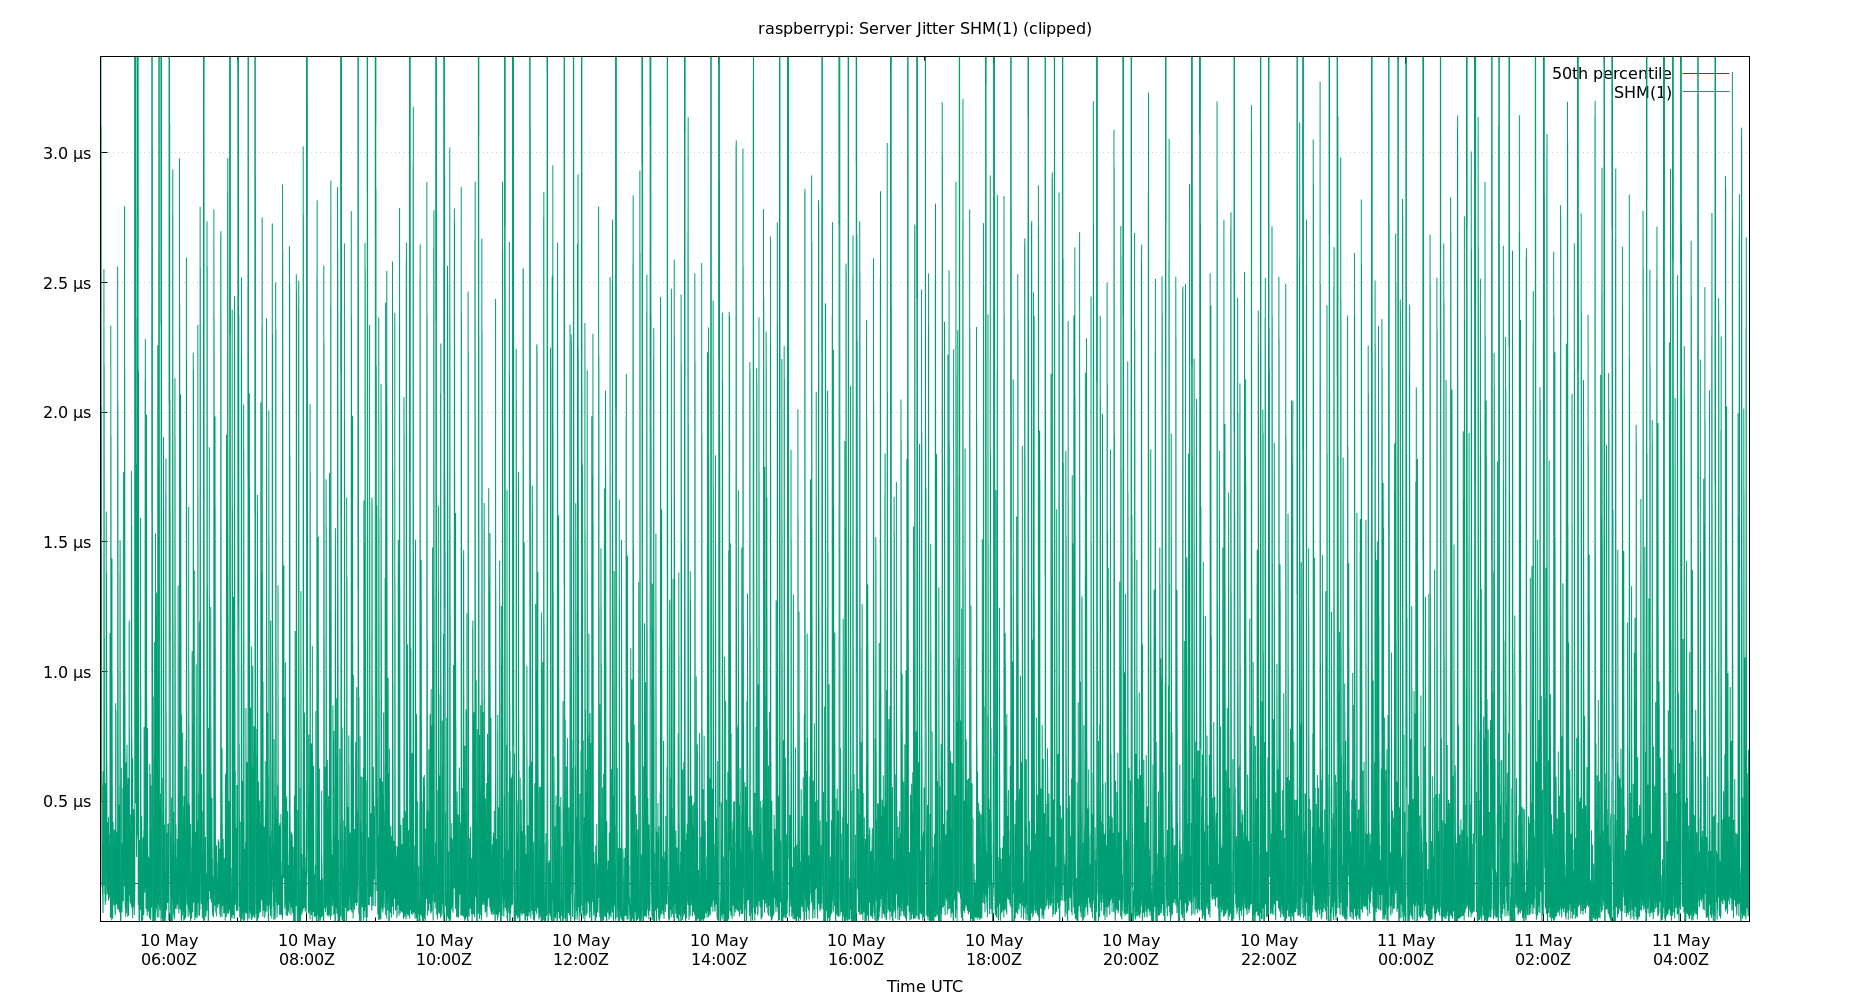 raspberrypi: Server Jitter SHM(1) (clipped)
50th percentile
SHM(1)
3.0 µs
2.5 µs
2.0 µs
1.5 µs
1.0 µs
0.5 µs
10 May 10 May 10 May 10 May 10 May 10 May 10 May 10 May 10 May 11 May 11 May 11 May
06:00Z 08:00Z 10:00Z 12:00Z 14:00Z 16:00Z 18:00Z 20:00Z 22:00Z 00:00Z 02:00Z 04:00Z
Time UTC